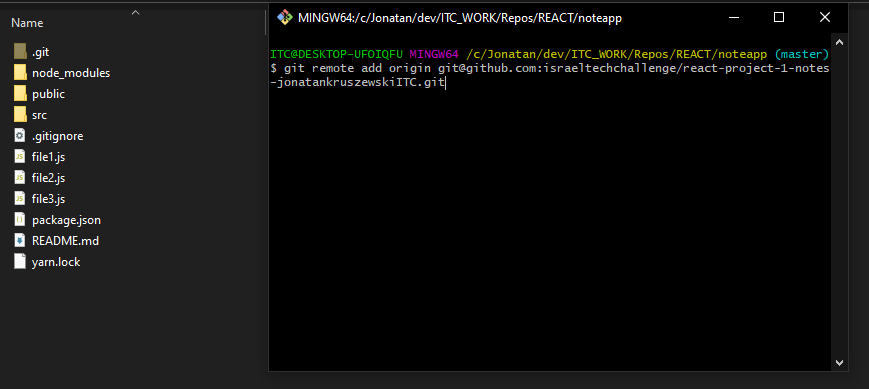 Name
.git
node_modules
public
src
.gitignore
file1.js
file2.js
file3.js
package.json
README.md
yarn.lock
MINGW64:/c/Jonatan/dev/ITC_WORK/Repos/REACT/noteapp
ITC@DESKTOP-UFOIQFU MINGW64 /c/Jonatan/dev/ITC_WORK/Repos/REACT/noteapp (master)
$ git remote add origin git@github.com:israeltechchallenge/react-project-1-notes
-jonatankruszewskiITC.git